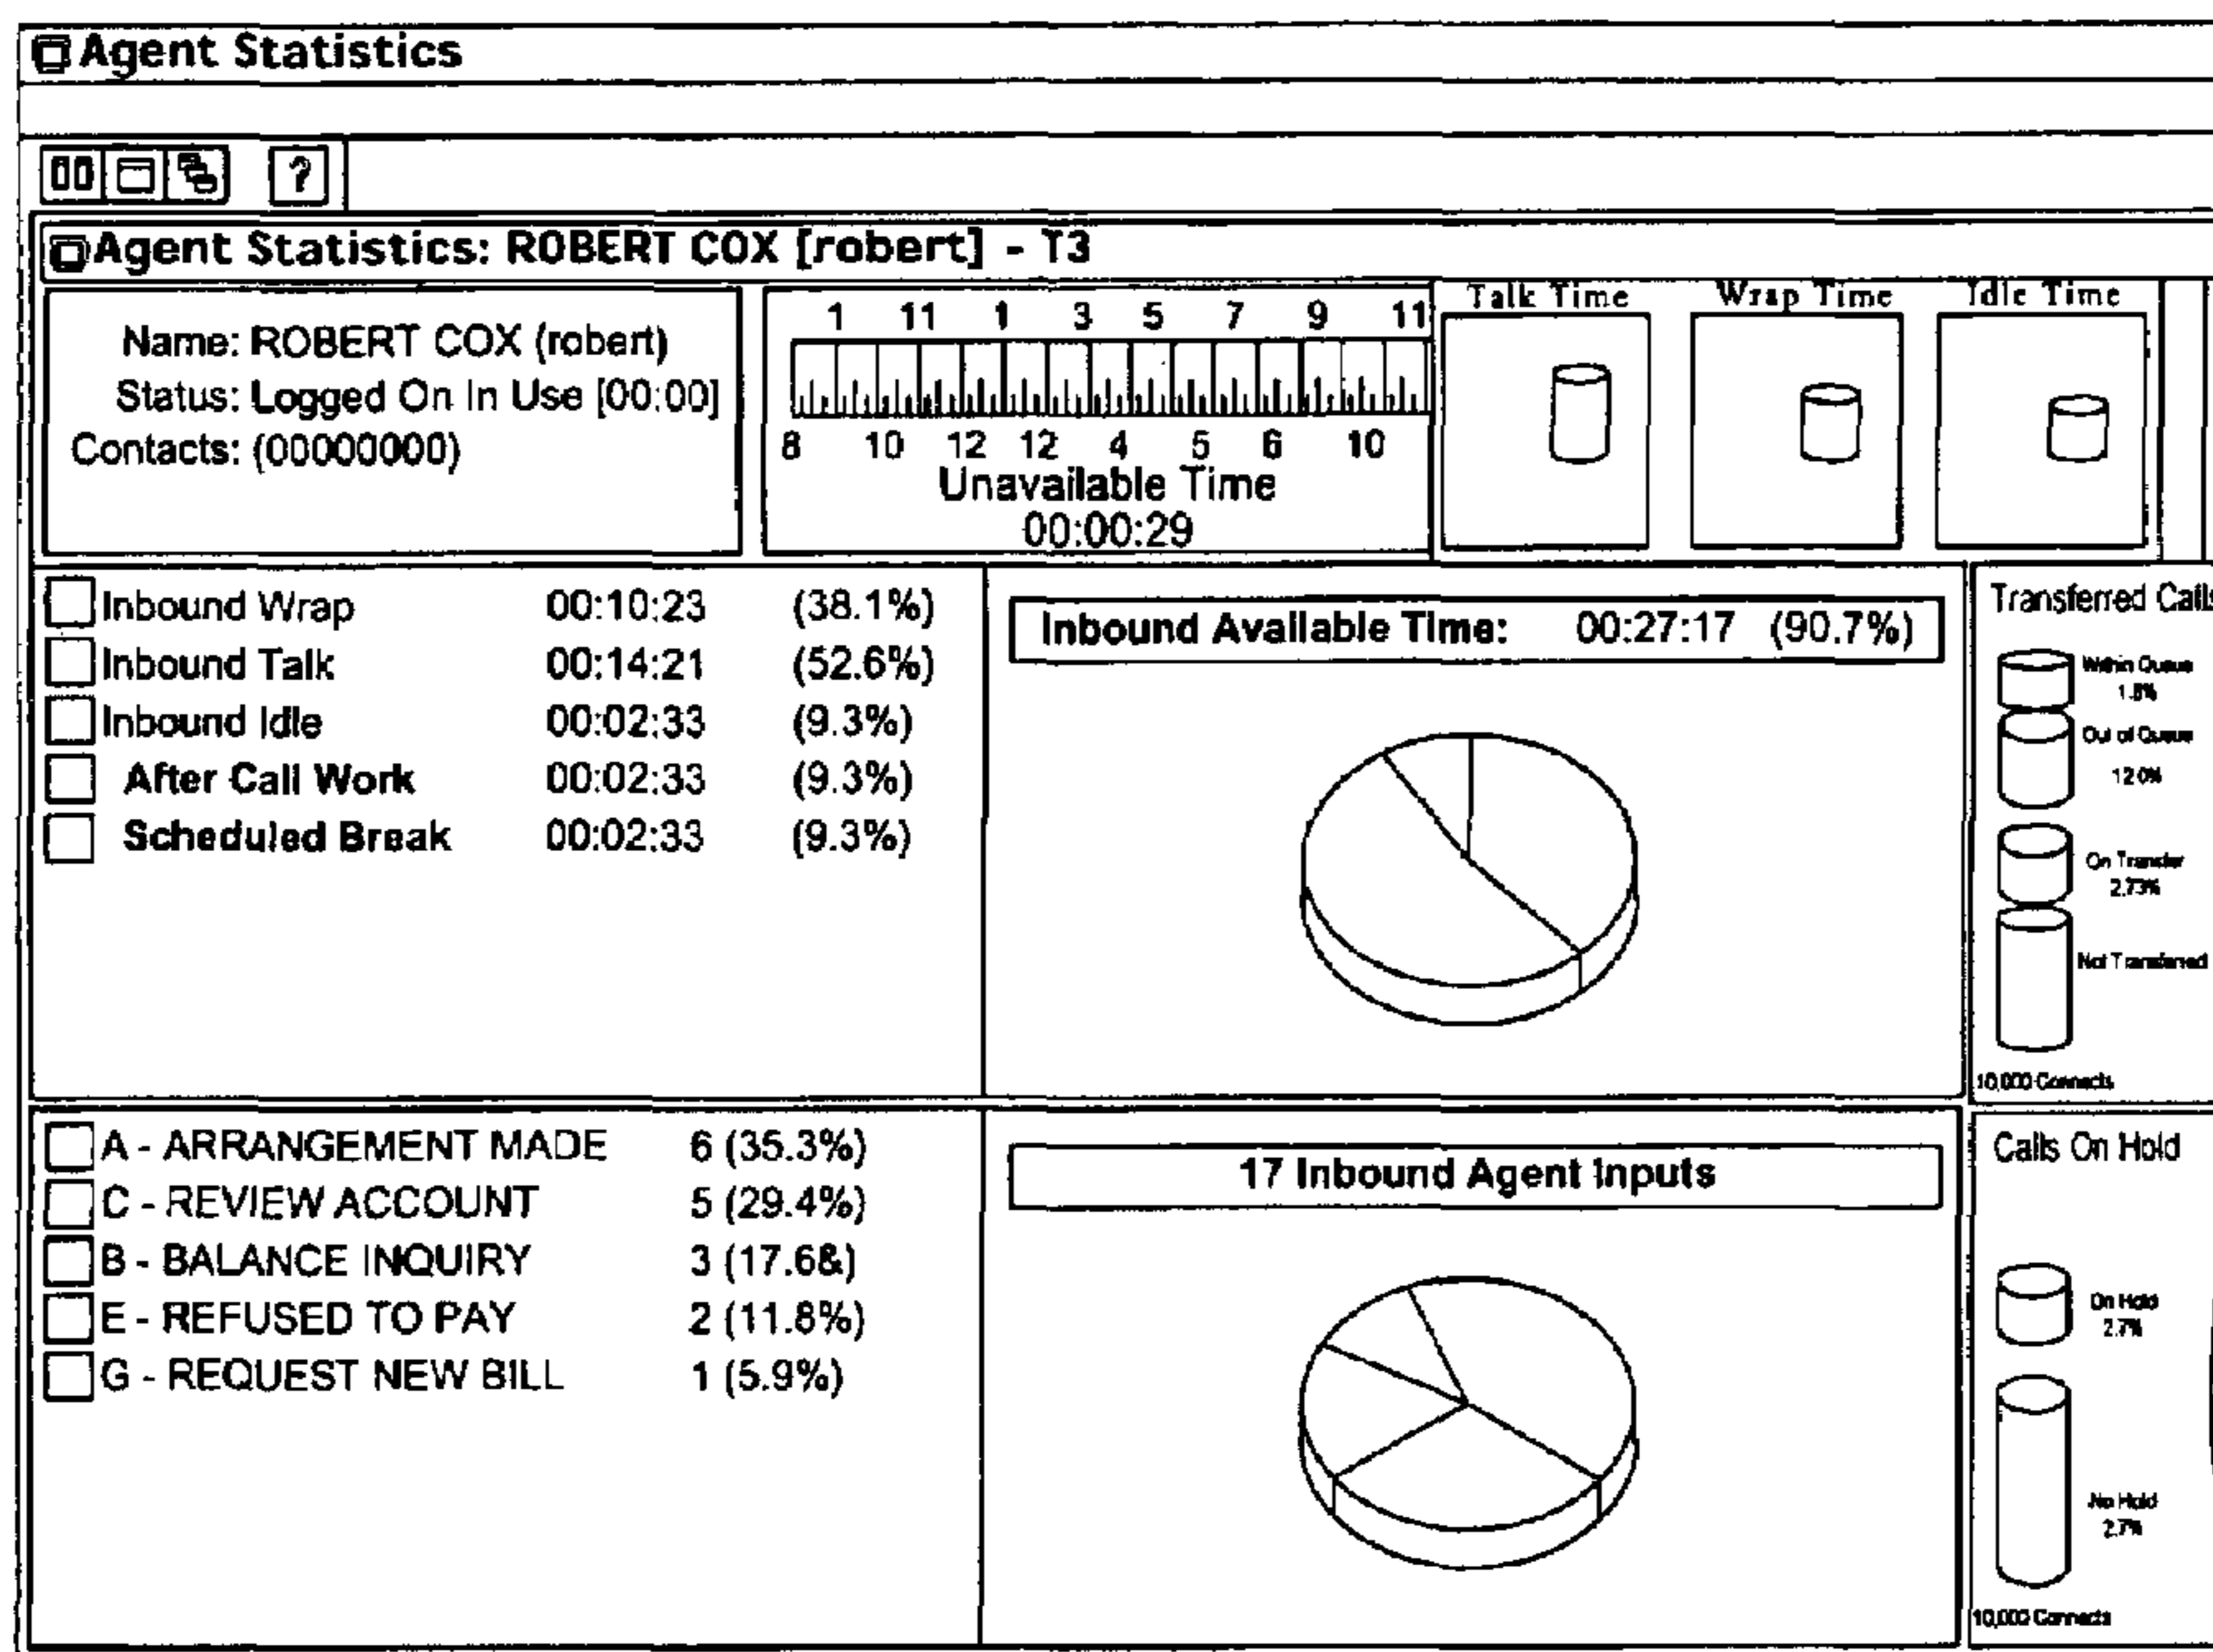 Agent Statistics
?
Agent Statistics: ROBERT COX [robert] - T3
Name: ROBERT COX (robert)
Status: Logged On In Use [00:00]
Contacts: (00000000)
1 11 1 3 5 7 9 11
8 10 12 12 4 5 6 10
Unavailable Time
00:00:29
Talk Time
Wrap Time
Idle Time
Inbound Wrap 00:10:23 (38.1%)
Inbound Talk 00:14:21 (52.6%)
Inbound Idle 00:02:33 (9.3%)
After Call Work 00:02:33 (9.3%)
Scheduled Break 00:02:33 (9.3%)
Inbound Available Time: 00:27:17 (90.7%)
Transferred Calls
Within Queue
1.8%
Out of Queue
12.0%
On Transfer
2.73%
Not Transferred
10,000 Connects
A - ARRANGEMENT MADE 6 (35.3%)
C - REVIEW ACCOUNT 5 (29.4%)
B - BALANCE INQUIRY 3 (17.6&)
E - REFUSED TO PAY 2 (11.8%)
G - REQUEST NEW BILL 1 (5.9%)
17 Inbound Agent Inputs
Calls On Hold
On Hold
2.7%
No Hold
2.7%
10,000 Connects